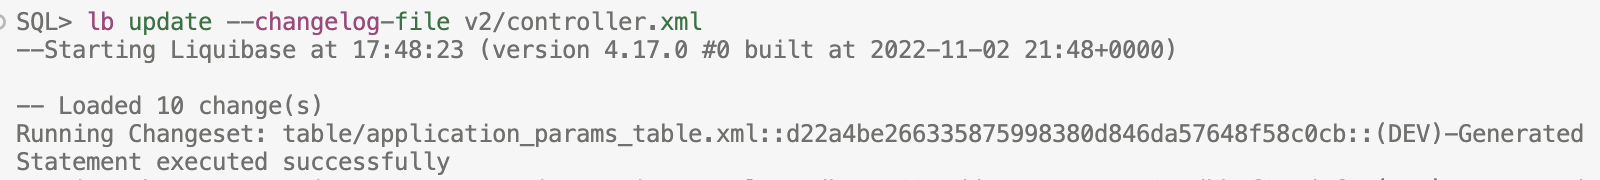 SQL> lb update --changelog-file v2/controller.xml
--Starting Liquibase at 17:48:23 (version 4.17.0 #0 built at 2022-11-02 21:48+0000)
-- Loaded 10 change(s)
Running Changeset: table/application_params_table.xml::d22a4be266335875998380d846da57648f58c0cb::(DEV)-Generated
Statement executed successfully